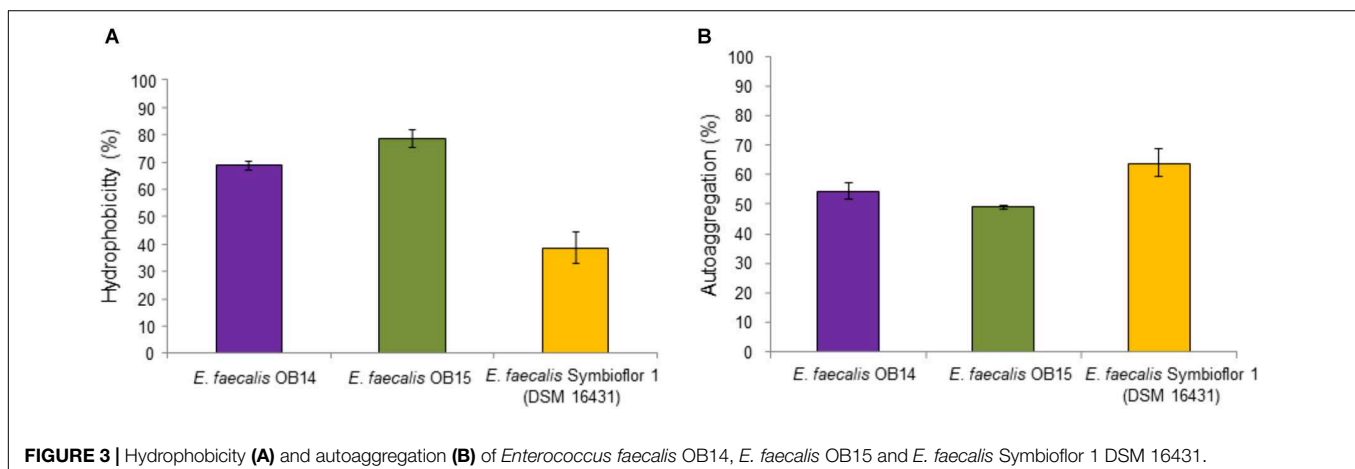 A
Hydrophobicity (%)
100
90
80
70
60
50
40
30
20
10
0
E. faecalis OB14
E. faecalis OB15
E. faecalis Symbioflor 1
(DSM 16431)
B
Autoaggregation (%)
100
90
80
70
60
50
40
30
20
10
0
E. faecalis OB14
E. faecalis OB15
E. faecalis Symbioflor 1
(DSM 16431)
FIGURE 3 | Hydrophobicity (A) and autoaggregation (B) of Enterococcus faecalis OB14, E. faecalis OB15 and E. faecalis Symbioflor 1 DSM 16431.